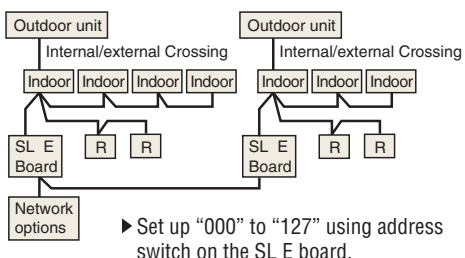 Outdoor unit
Outdoor unit
Internal/external Crossing
Internal/external Crossing
Indoor
Indoor
Indoor
Indoor
Indoor
Indoor
Indoor
SL E
Board
R
R
SL E
Board
R
R
Network
options
▶ Set up “000” to “127” using address
switch on the SL E board.